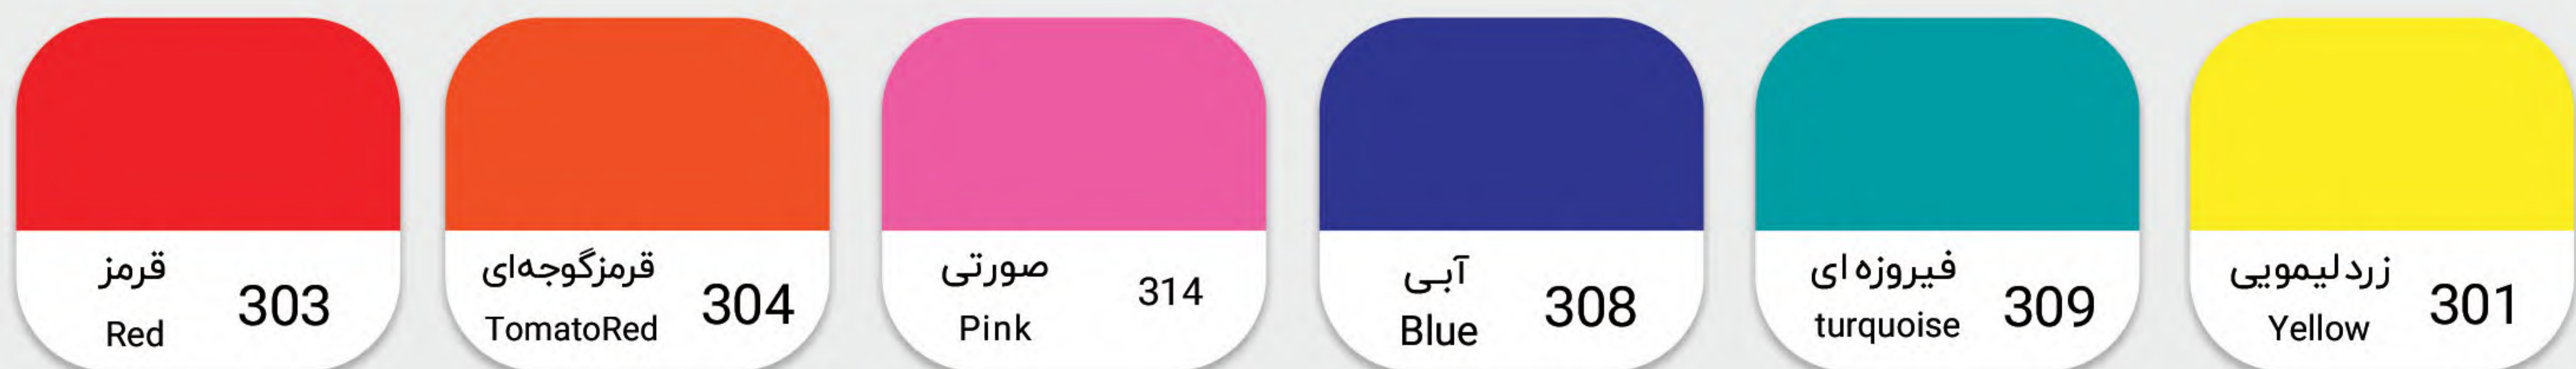 قرمز
303
Red
قرمزگوجه‌ای
304
TomatoRed
صورتی
314
Pink
آبی
308
Blue
فیروزه ای
309
turquoise
زردلیمویی
301
Yellow